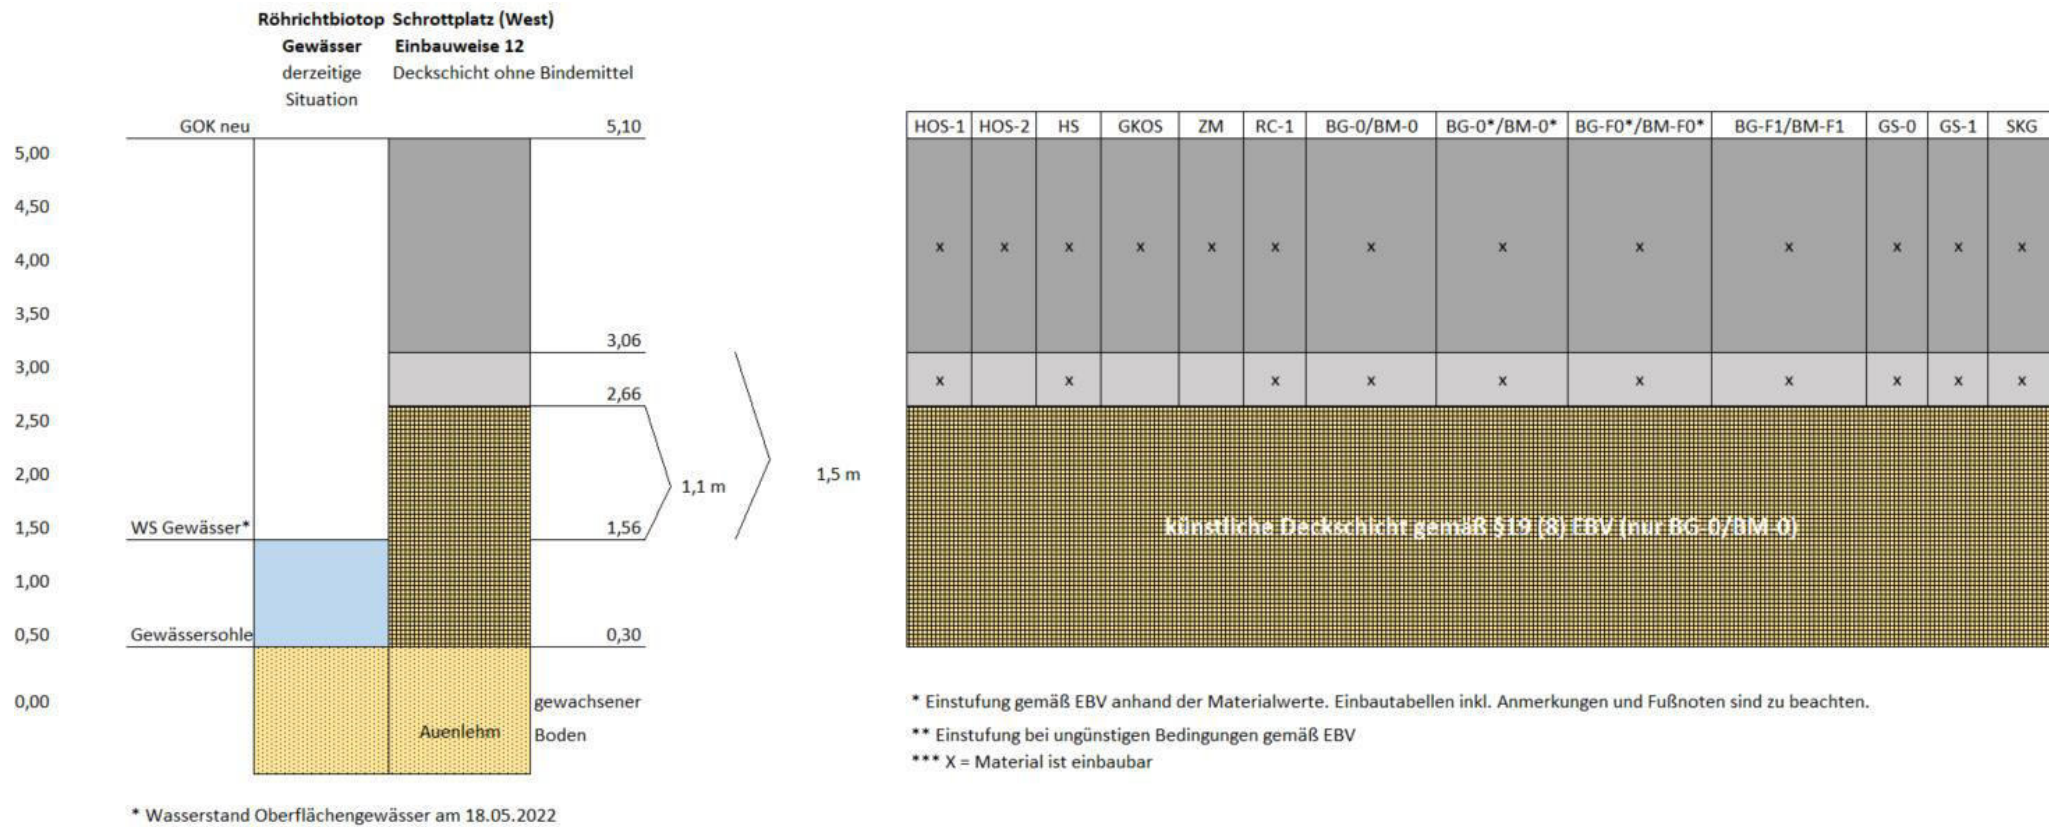 Röhrichtbiotop Schrottplatz (West)
Gewässer Einbauweise 12
derzeitige Deckschicht ohne Bindemittel
Situation
GOK neu 5,10
HOS-1 HOS-2 HS GKOS ZM RC-1 BG-0/BM-0 BG-0*/BM-0* BG-F0*/BM-F0* BG-F1/BM-F1 GS-0 GS-1 SKG
5,00
4,50
x x x x x x x x x x x x x
4,00
3,50
3,06
3,00
x x x x x x x x x x
2,66
2,50
2,00
1,1 m
1,5 m
1,50
WS Gewässer* 1,56
künstliche Deckschicht gemäß §19 (8) EBV (nur BG-0/BM-0)
1,00
0,50
Gewässersohle 0,30
0,00
gewachsener
Auenlehm Boden
* Einstufung gemäß EBV anhand der Materialwerte. Einbautabellen inkl. Anmerkungen und Fußnoten sind zu beachten.
** Einstufung bei ungünstigen Bedingungen gemäß EBV
*** X = Material ist einbaubar
* Wasserstand Oberflächengewässer am 18.05.2022